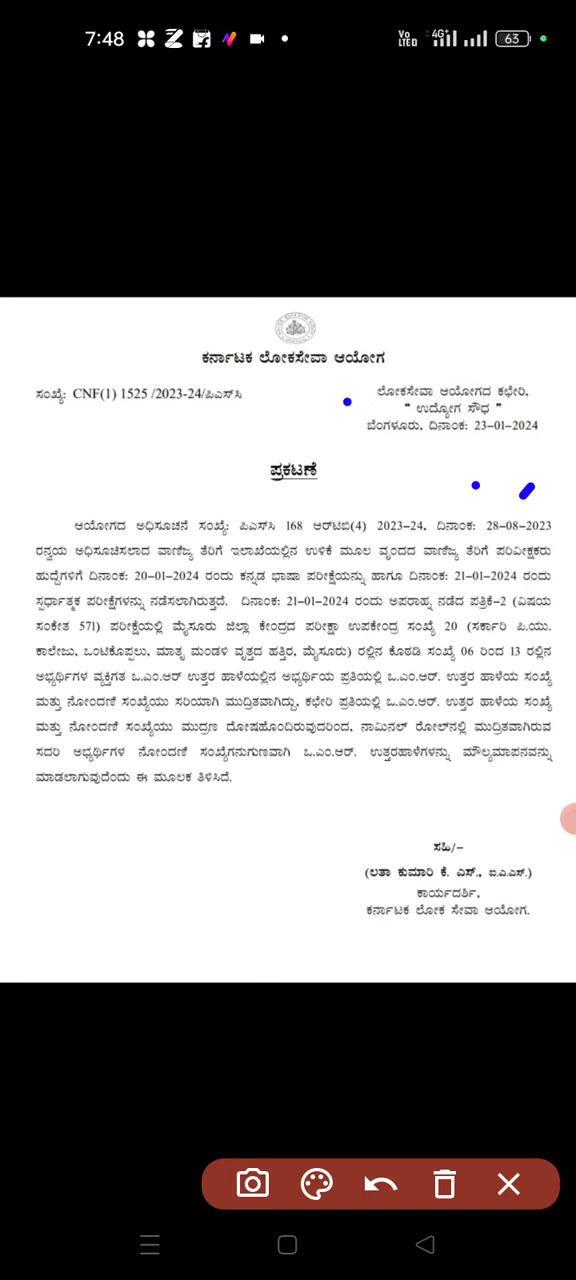 7:48
Vo LTED 4G+ 63
ಕರ್ನಾಟಕ ಲೋಕಸೇವಾ ಆಯೋಗ
ಸಂಖ್ಯೆ: CNF(1) 1525 /2023-24/ಪಿಎಸ್‌ಸಿ
ಲೋಕಸೇವಾ ಆಯೋಗದ ಕಛೇರಿ,
“ ಉದ್ಯೋಗ ಸೌಧ ”
ಬೆಂಗಳೂರು, ದಿನಾಂಕ: 23-01-2024
ಪ್ರಕಟಣೆ
ಆಯೋಗದ ಅಧಿಸೂಚನೆ ಸಂಖ್ಯೆ: ಪಿಎಸ್‌ಸಿ 168 ಆರ್‌ಟಿಬಿ(4) 2023-24, ದಿನಾಂಕ: 28-08-2023
ರನ್ವಯ ಅಧಿಸೂಚಿಸಲಾದ ವಾಣಿಜ್ಯ ತೆರಿಗೆ ಇಲಾಖೆಯಲ್ಲಿನ ಉಳಿಕೆ ಮೂಲ ವೃಂದದ ವಾಣಿಜ್ಯ ತೆರಿಗೆ ಪರಿವೀಕ್ಷಕರು
ಹುದ್ದೆಗಳಿಗೆ ದಿನಾಂಕ: 20-01-2024 ರಂದು ಕನ್ನಡ ಭಾಷಾ ಪರೀಕ್ಷೆಯನ್ನು ಹಾಗೂ ದಿನಾಂಕ: 21-01-2024 ರಂದು
ಸ್ಪರ್ಧಾತ್ಮಕ ಪರೀಕ್ಷೆಗಳನ್ನು ನಡೆಸಲಾಗಿರುತ್ತದೆ. ದಿನಾಂಕ: 21-01-2024 ರಂದು ಅಪರಾಹ್ನ ನಡೆದ ಪತ್ರಿಕೆ-2 (ವಿಷಯ
ಸಂಕೇತ 571) ಪರೀಕ್ಷೆಯಲ್ಲಿ ಮೈಸೂರು ಜಿಲ್ಲಾ ಕೇಂದ್ರದ ಪರೀಕ್ಷಾ ಉಪಕೇಂದ್ರ ಸಂಖ್ಯೆ 20 (ಸರ್ಕಾರಿ ಪಿ.ಯು.
ಕಾಲೇಜು, ಒಂಟಿಕೊಪ್ಪಲು, ಮಾತೃ ಮಂಡಳಿ ವೃತ್ತದ ಹತ್ತಿರ, ಮೈಸೂರು) ರಲ್ಲಿನ ಕೊಠಡಿ ಸಂಖ್ಯೆ 06 ರಿಂದ 13 ರಲ್ಲಿನ
ಅಭ್ಯರ್ಥಿಗಳ ವ್ಯಕ್ತಿಗತ ಒ.ಎಂ.ಆರ್ ಉತ್ತರ ಹಾಳೆಯಲ್ಲಿನ ಅಭ್ಯರ್ಥಿಯ ಪ್ರತಿಯಲ್ಲಿ ಒ.ಎಂ.ಆರ್. ಉತ್ತರ ಹಾಳೆಯ ಸಂಖ್ಯೆ
ಮತ್ತು ನೋಂದಣಿ ಸಂಖ್ಯೆಯು ಸರಿಯಾಗಿ ಮುದ್ರಿತವಾಗಿದ್ದು, ಕಛೇರಿ ಪ್ರತಿಯಲ್ಲಿ ಒ.ಎಂ.ಆರ್. ಉತ್ತರ ಹಾಳೆಯ ಸಂಖ್ಯೆ
ಮತ್ತು ನೋಂದಣಿ ಸಂಖ್ಯೆಯು ಮುದ್ರಣ ದೋಷಹೊಂದಿರುವುದರಿಂದ, ನಾಮಿನಲ್ ರೋಲ್‌ನಲ್ಲಿ ಮುದ್ರಿತವಾಗಿರುವ
ಸದರಿ ಅಭ್ಯರ್ಥಿಗಳ ನೋಂದಣಿ ಸಂಖ್ಯೆಗನುಗುಣವಾಗಿ ಒ.ಎಂ.ಆರ್. ಉತ್ತರಹಾಳೆಗಳನ್ನು ಮೌಲ್ಯಮಾಪನವನ್ನು
ಮಾಡಲಾಗುವುದೆಂದು ಈ ಮೂಲಕ ತಿಳಿಸಿದೆ.
ಸಹಿ/-
(ಲತಾ ಕುಮಾರಿ ಕೆ. ಎಸ್., ಐ.ಎ.ಎಸ್.)
ಕಾರ್ಯದರ್ಶಿ,
ಕರ್ನಾಟಕ ಲೋಕ ಸೇವಾ ಆಯೋಗ.